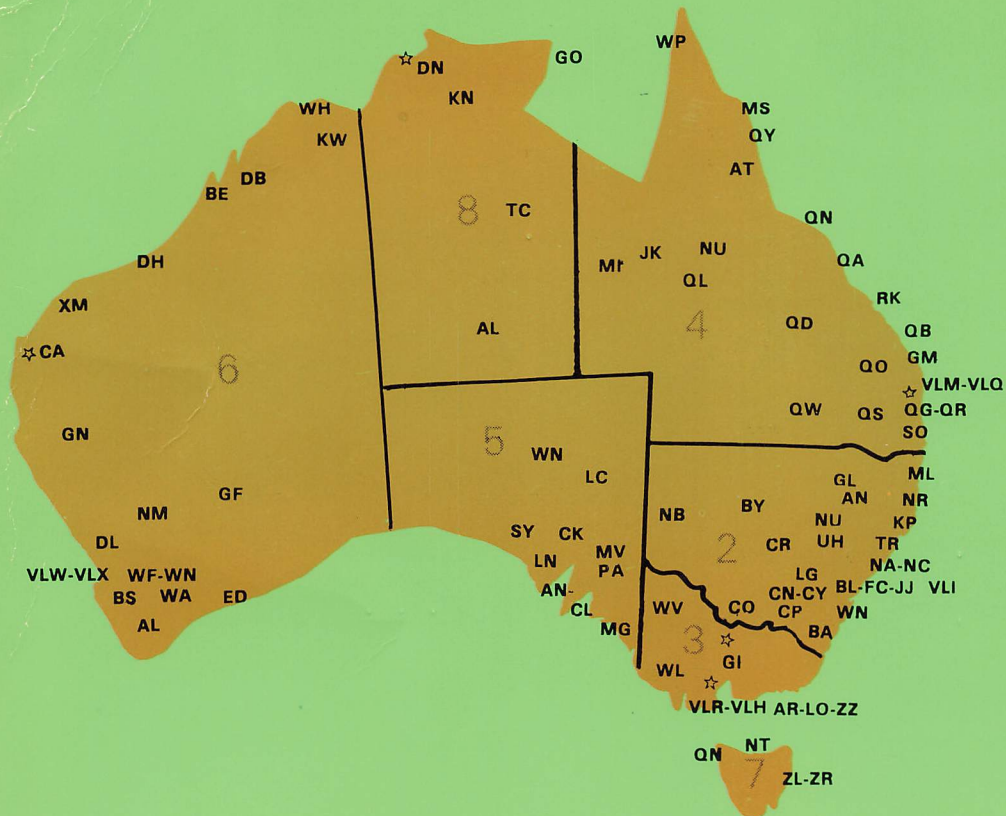 WP
GO
DN
KN
WH
MS
KW
QY
AT
DB
BE
8
TC
QN
NU
JK
DH
QA
QL
XM
RK
4
QD
AL
QB
CA
GM
6
QO
VLM-VLQ
QW
QS
QG-QR
GN
SO
5
WN
ML
LC
GL
GF
AN
NR
BY
NM
NB
NU
KP
SY
CK
DL
2
CR
UH
TR
MV
LN
NA-NC
PA
VLW-VLX
WF-WN
LG
BL-FC-JJ
VLI
AN-
CN-CY
BS
WA
ED
CL
WV
CO
CP
WN
AL
MG
BA
3
GI
WL
VLR-VLH
AR-LO-ZZ
NT
QN
7
ZL-ZR